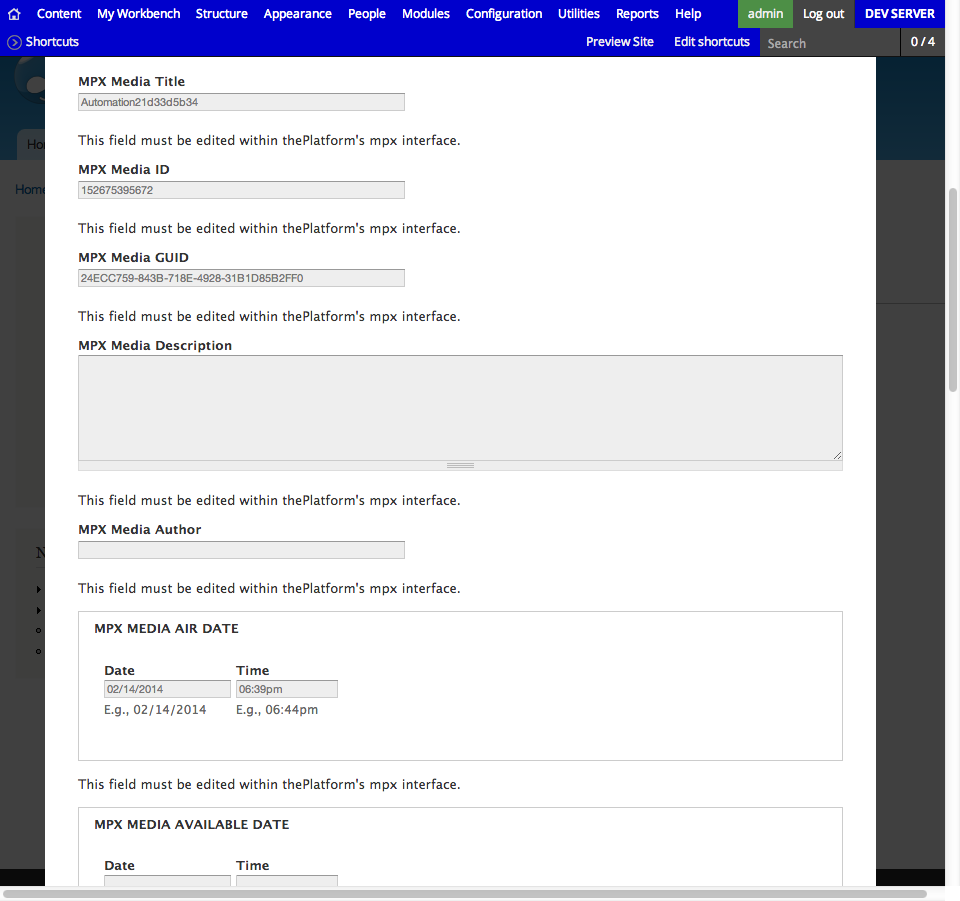 Content My Workbench Structure Appearance People Modules Configuration Utilities Reports Help admin Log out DEV SERVER
Shortcuts Preview Site Edit shortcuts Search 0 / 4
MPX Media Title
Automation21d33d5b34
This field must be edited within thePlatform's mpx interface.
MPX Media ID
152675395672
This field must be edited within thePlatform's mpx interface.
Home
MPX Media GUID
24ECC759-843B-718E-4928-31B1D85B2FF0
This field must be edited within thePlatform's mpx interface.
MPX Media Description
This field must be edited within thePlatform's mpx interface.
MPX Media Author
This field must be edited within thePlatform's mpx interface.
MPX MEDIA AIR DATE
Date Time
02/14/2014 06:39pm
E.g., 02/14/2014 E.g., 06:44pm
This field must be edited within thePlatform's mpx interface.
MPX MEDIA AVAILABLE DATE
Date Time